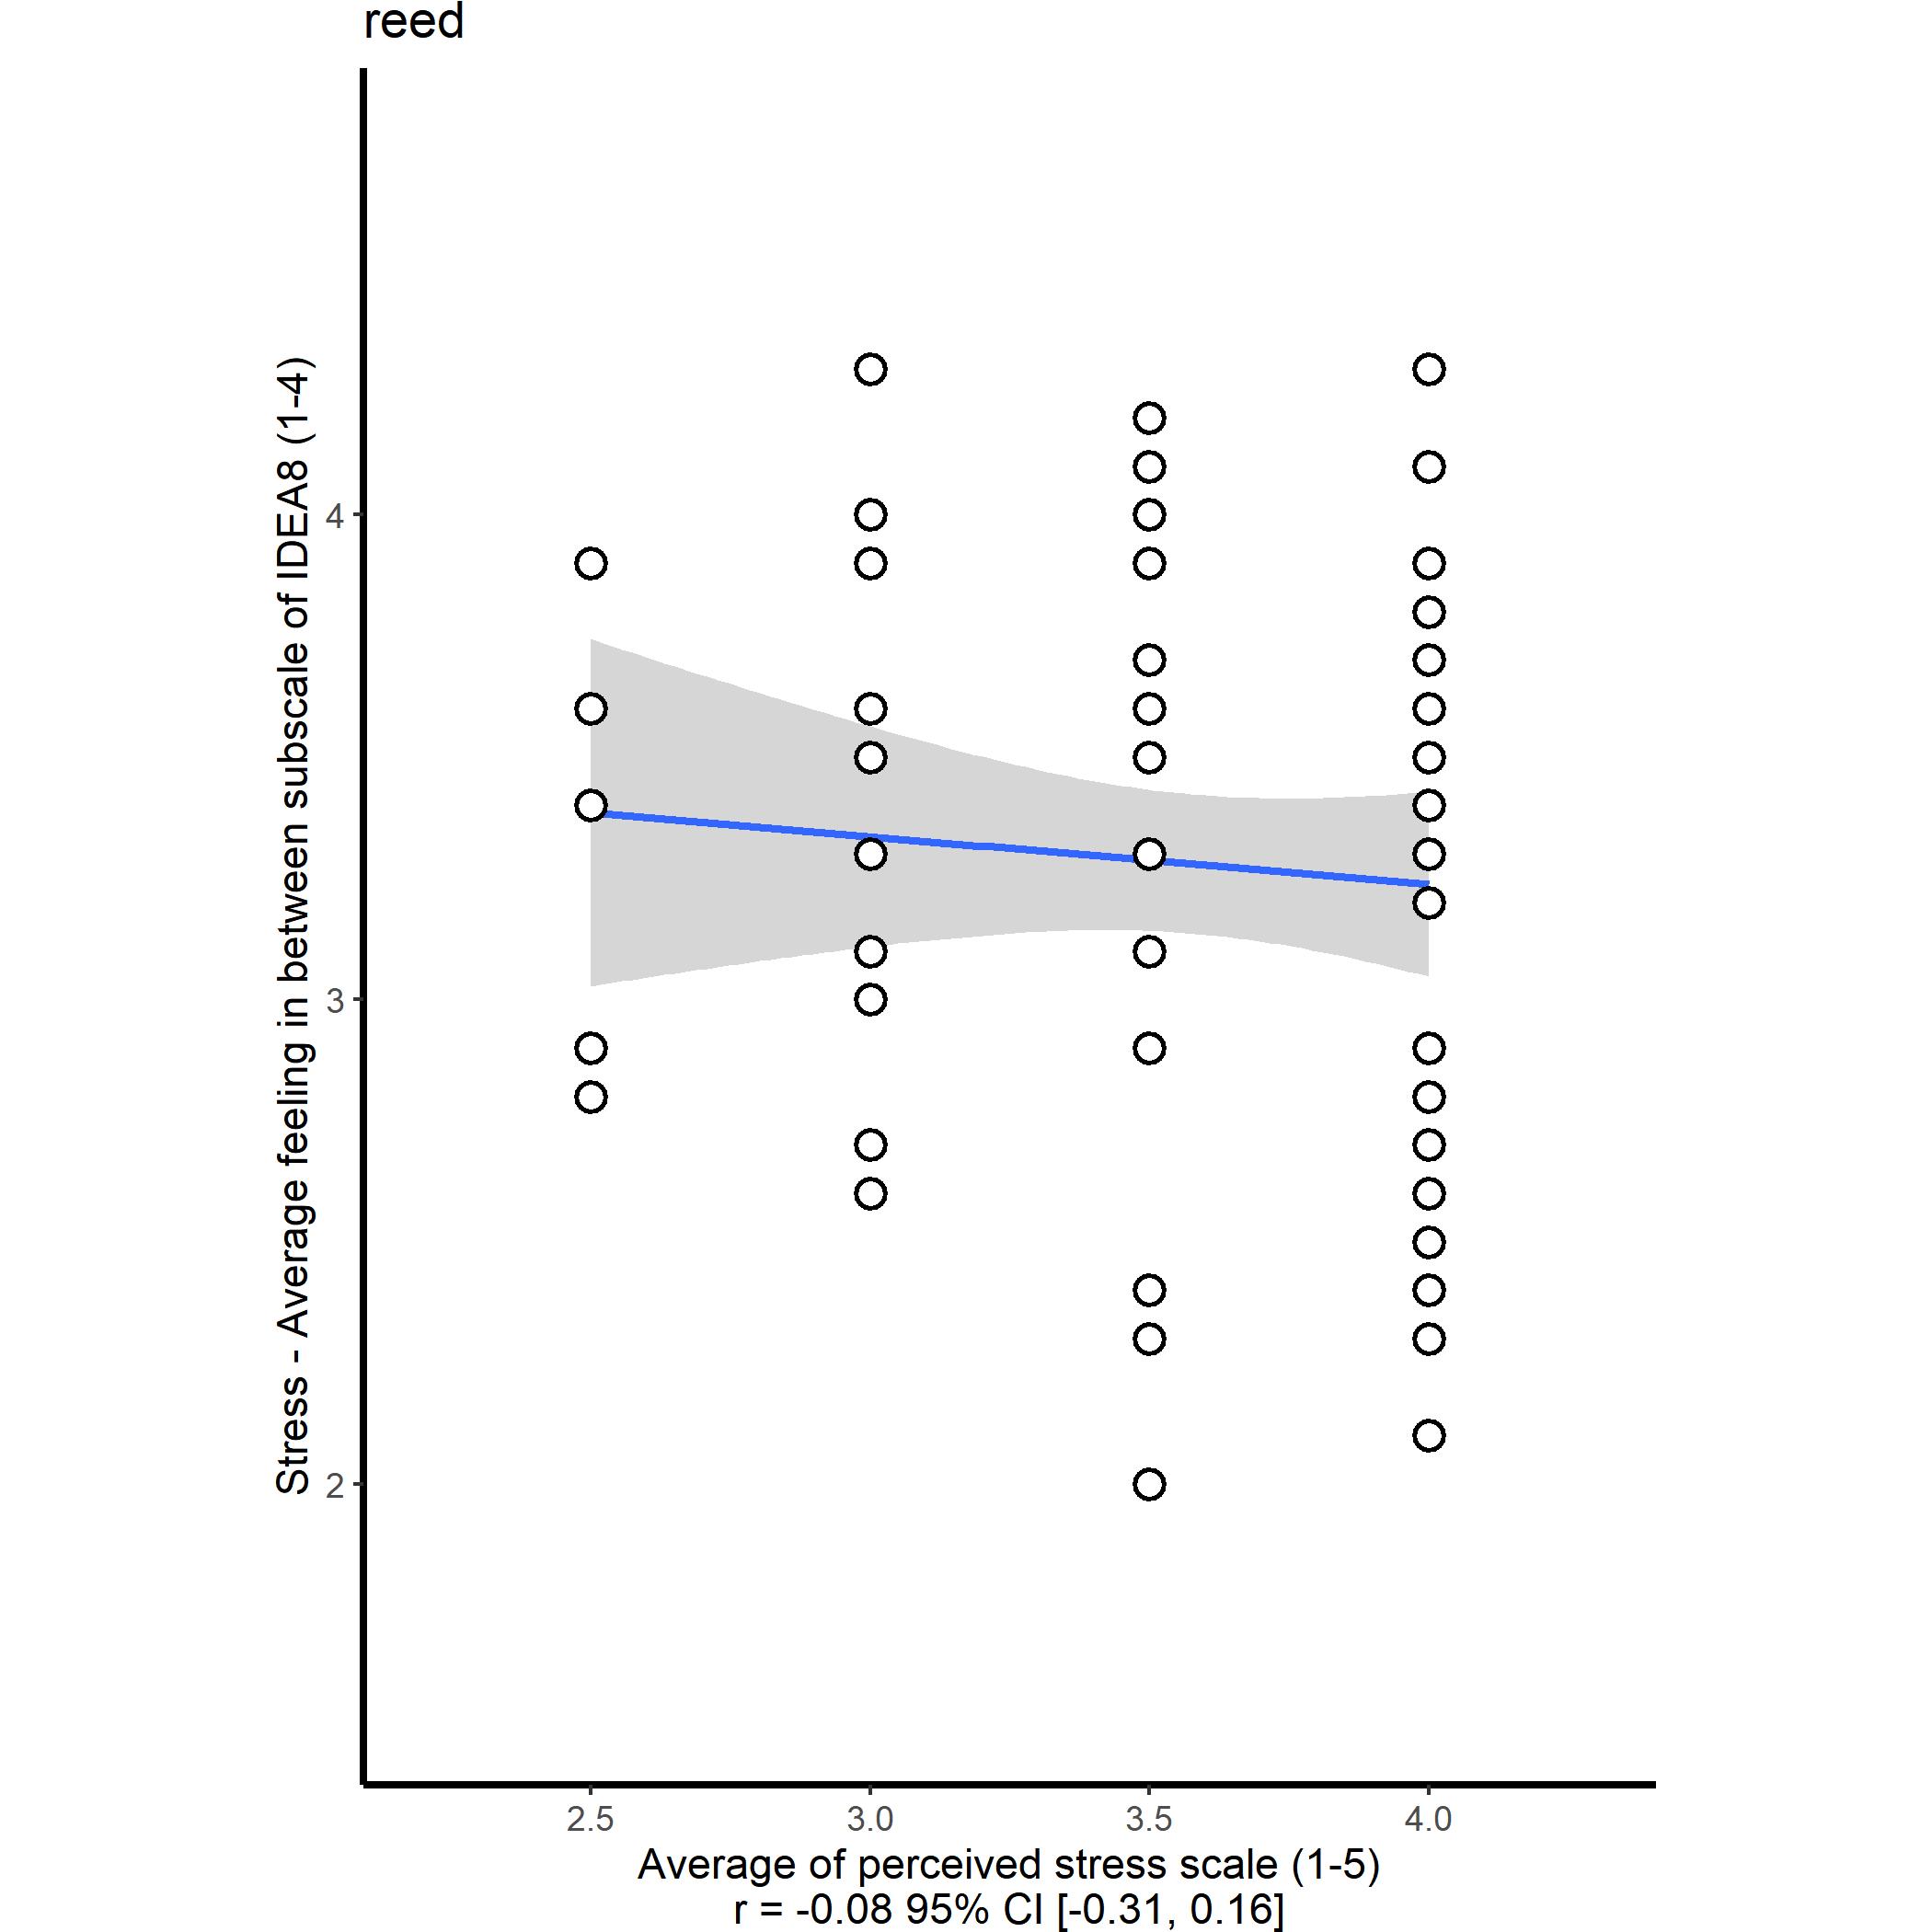 reed
Stress - Average feeling in between subscale of IDEA8 (1-4)
4
3
2
2.5 3.0 3.5 4.0
Average of perceived stress scale (1-5)
r = -0.08 95% CI [-0.31, 0.16]